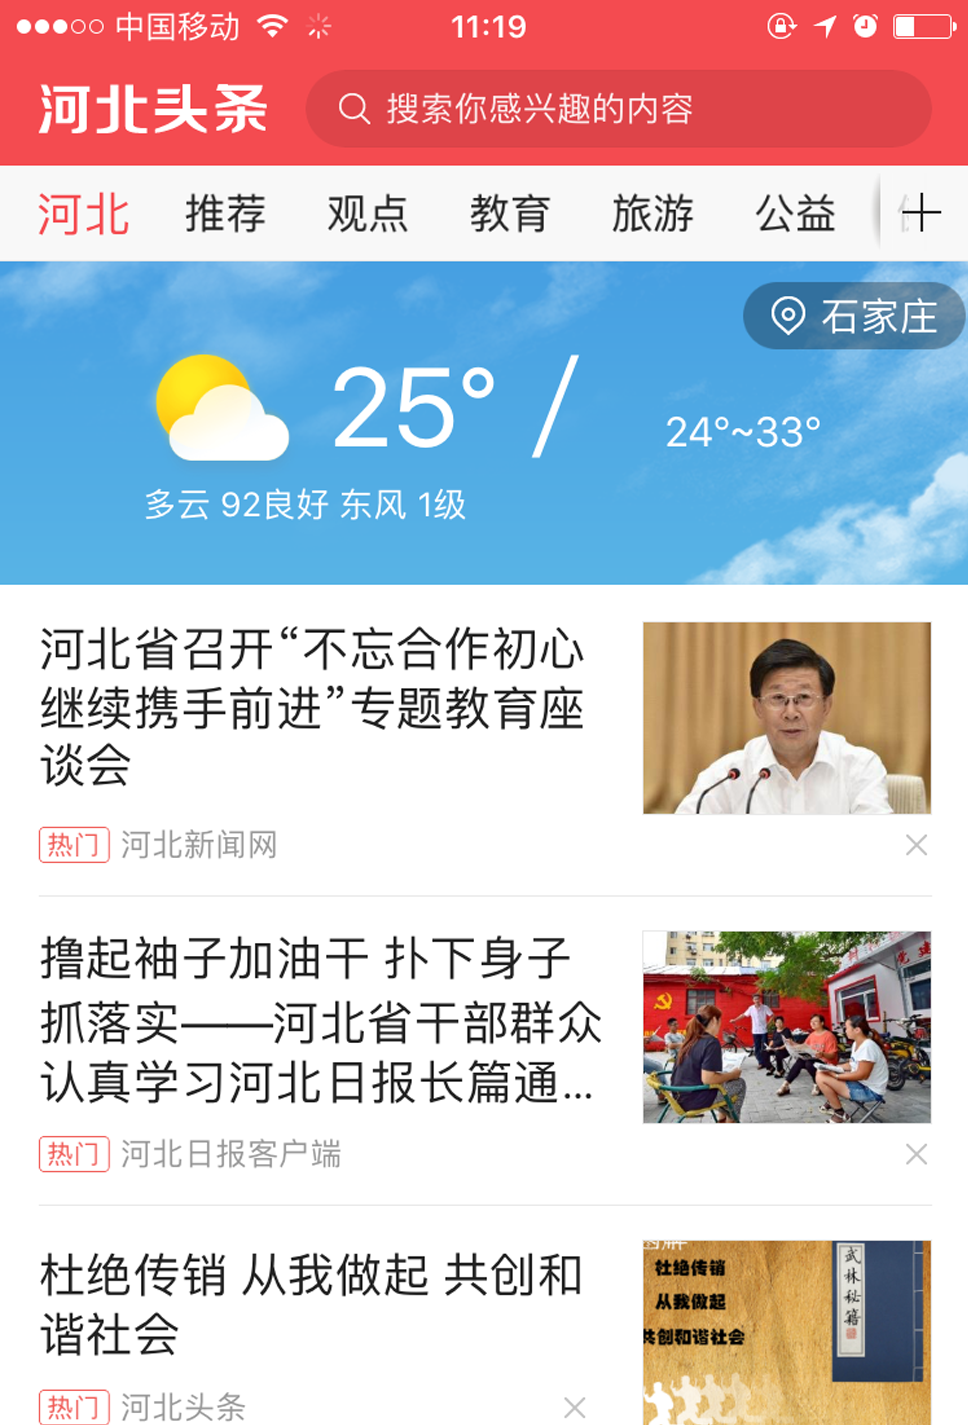 中国移动 11:19
河北头条 搜索你感兴趣的内容
河北 推荐 观点 教育 旅游 公益
石家庄
25° / 24°~33°
多云 92良好 东风 1级
河北省召开“不忘合作初心
继续携手前进”专题教育座
谈会
热门 河北新闻网
撸起袖子加油干 扑下身子
抓落实——河北省干部群众
认真学习河北日报长篇通...
热门 河北日报客户端
杜绝传销 从我做起 共创和
谐社会
热门 河北头条
图解
杜绝传销
从我做起
共创和谐社会
武林秘籍